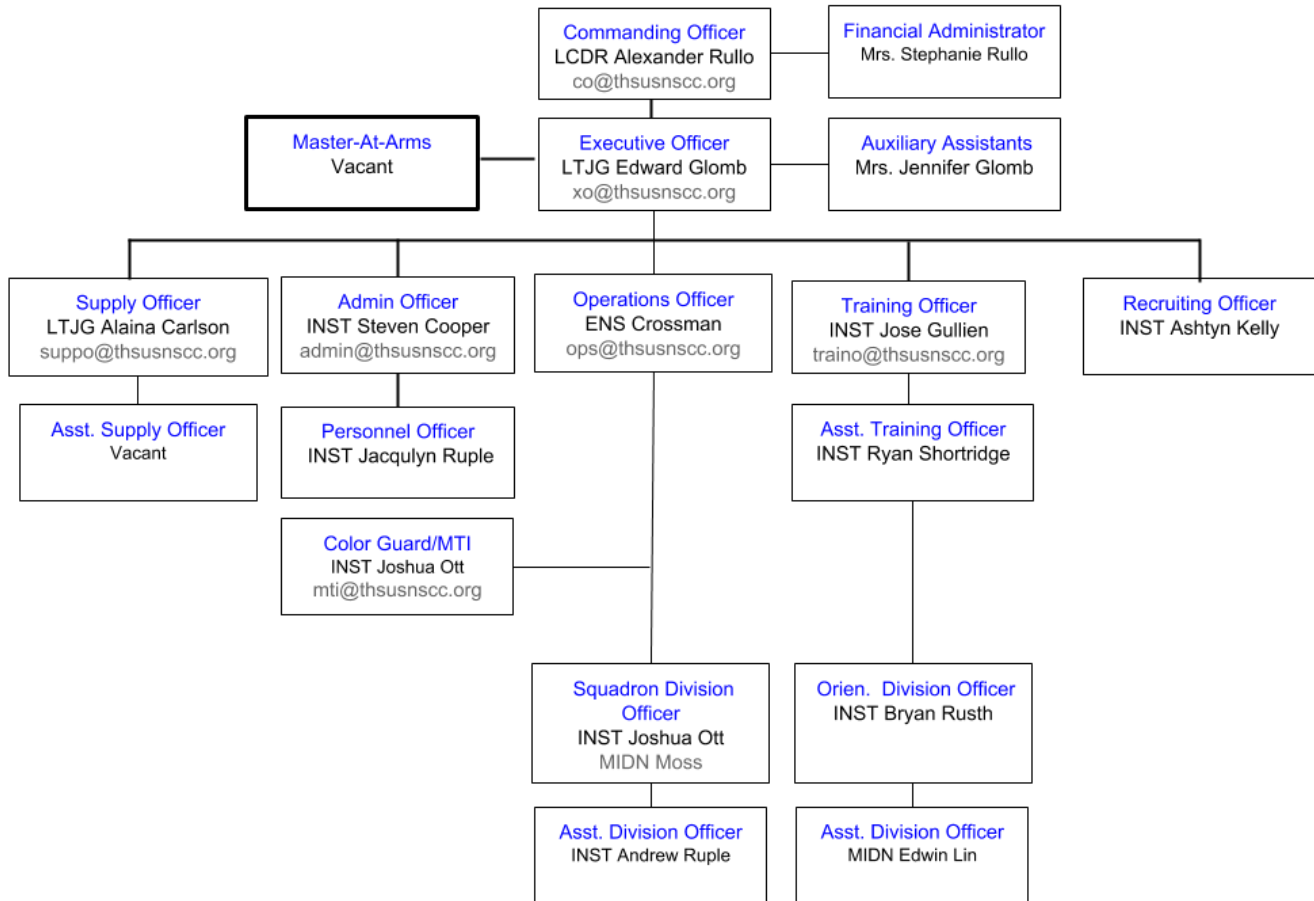 Commanding Officer
LCDR Alexander Rullo
co@thsusnscc.org
Financial Administrator
Mrs. Stephanie Rullo
Master-At-Arms
Vacant
Executive Officer
LTJG Edward Glomb
xo@thsusnscc.org
Auxiliary Assistants
Mrs. Jennifer Glomb
Supply Officer
LTJG Alaina Carlson
suppo@thsusnscc.org
Admin Officer
INST Steven Cooper
admin@thsusnscc.org
Operations Officer
ENS Crossman
ops@thsusnscc.org
Training Officer
INST Jose Gullien
traino@thsusnscc.org
Recruiting Officer
INST Ashtyn Kelly
Asst. Supply Officer
Vacant
Personnel Officer
INST Jacqulyn Ruple
Asst. Training Officer
INST Ryan Shortridge
Color Guard/MTI
INST Joshua Ott
mti@thsusnscc.org
Squadron Division
Officer
INST Joshua Ott
MIDN Moss
Orien. Division Officer
INST Bryan Rusth
Asst. Division Officer
INST Andrew Ruple
Asst. Division Officer
MIDN Edwin Lin